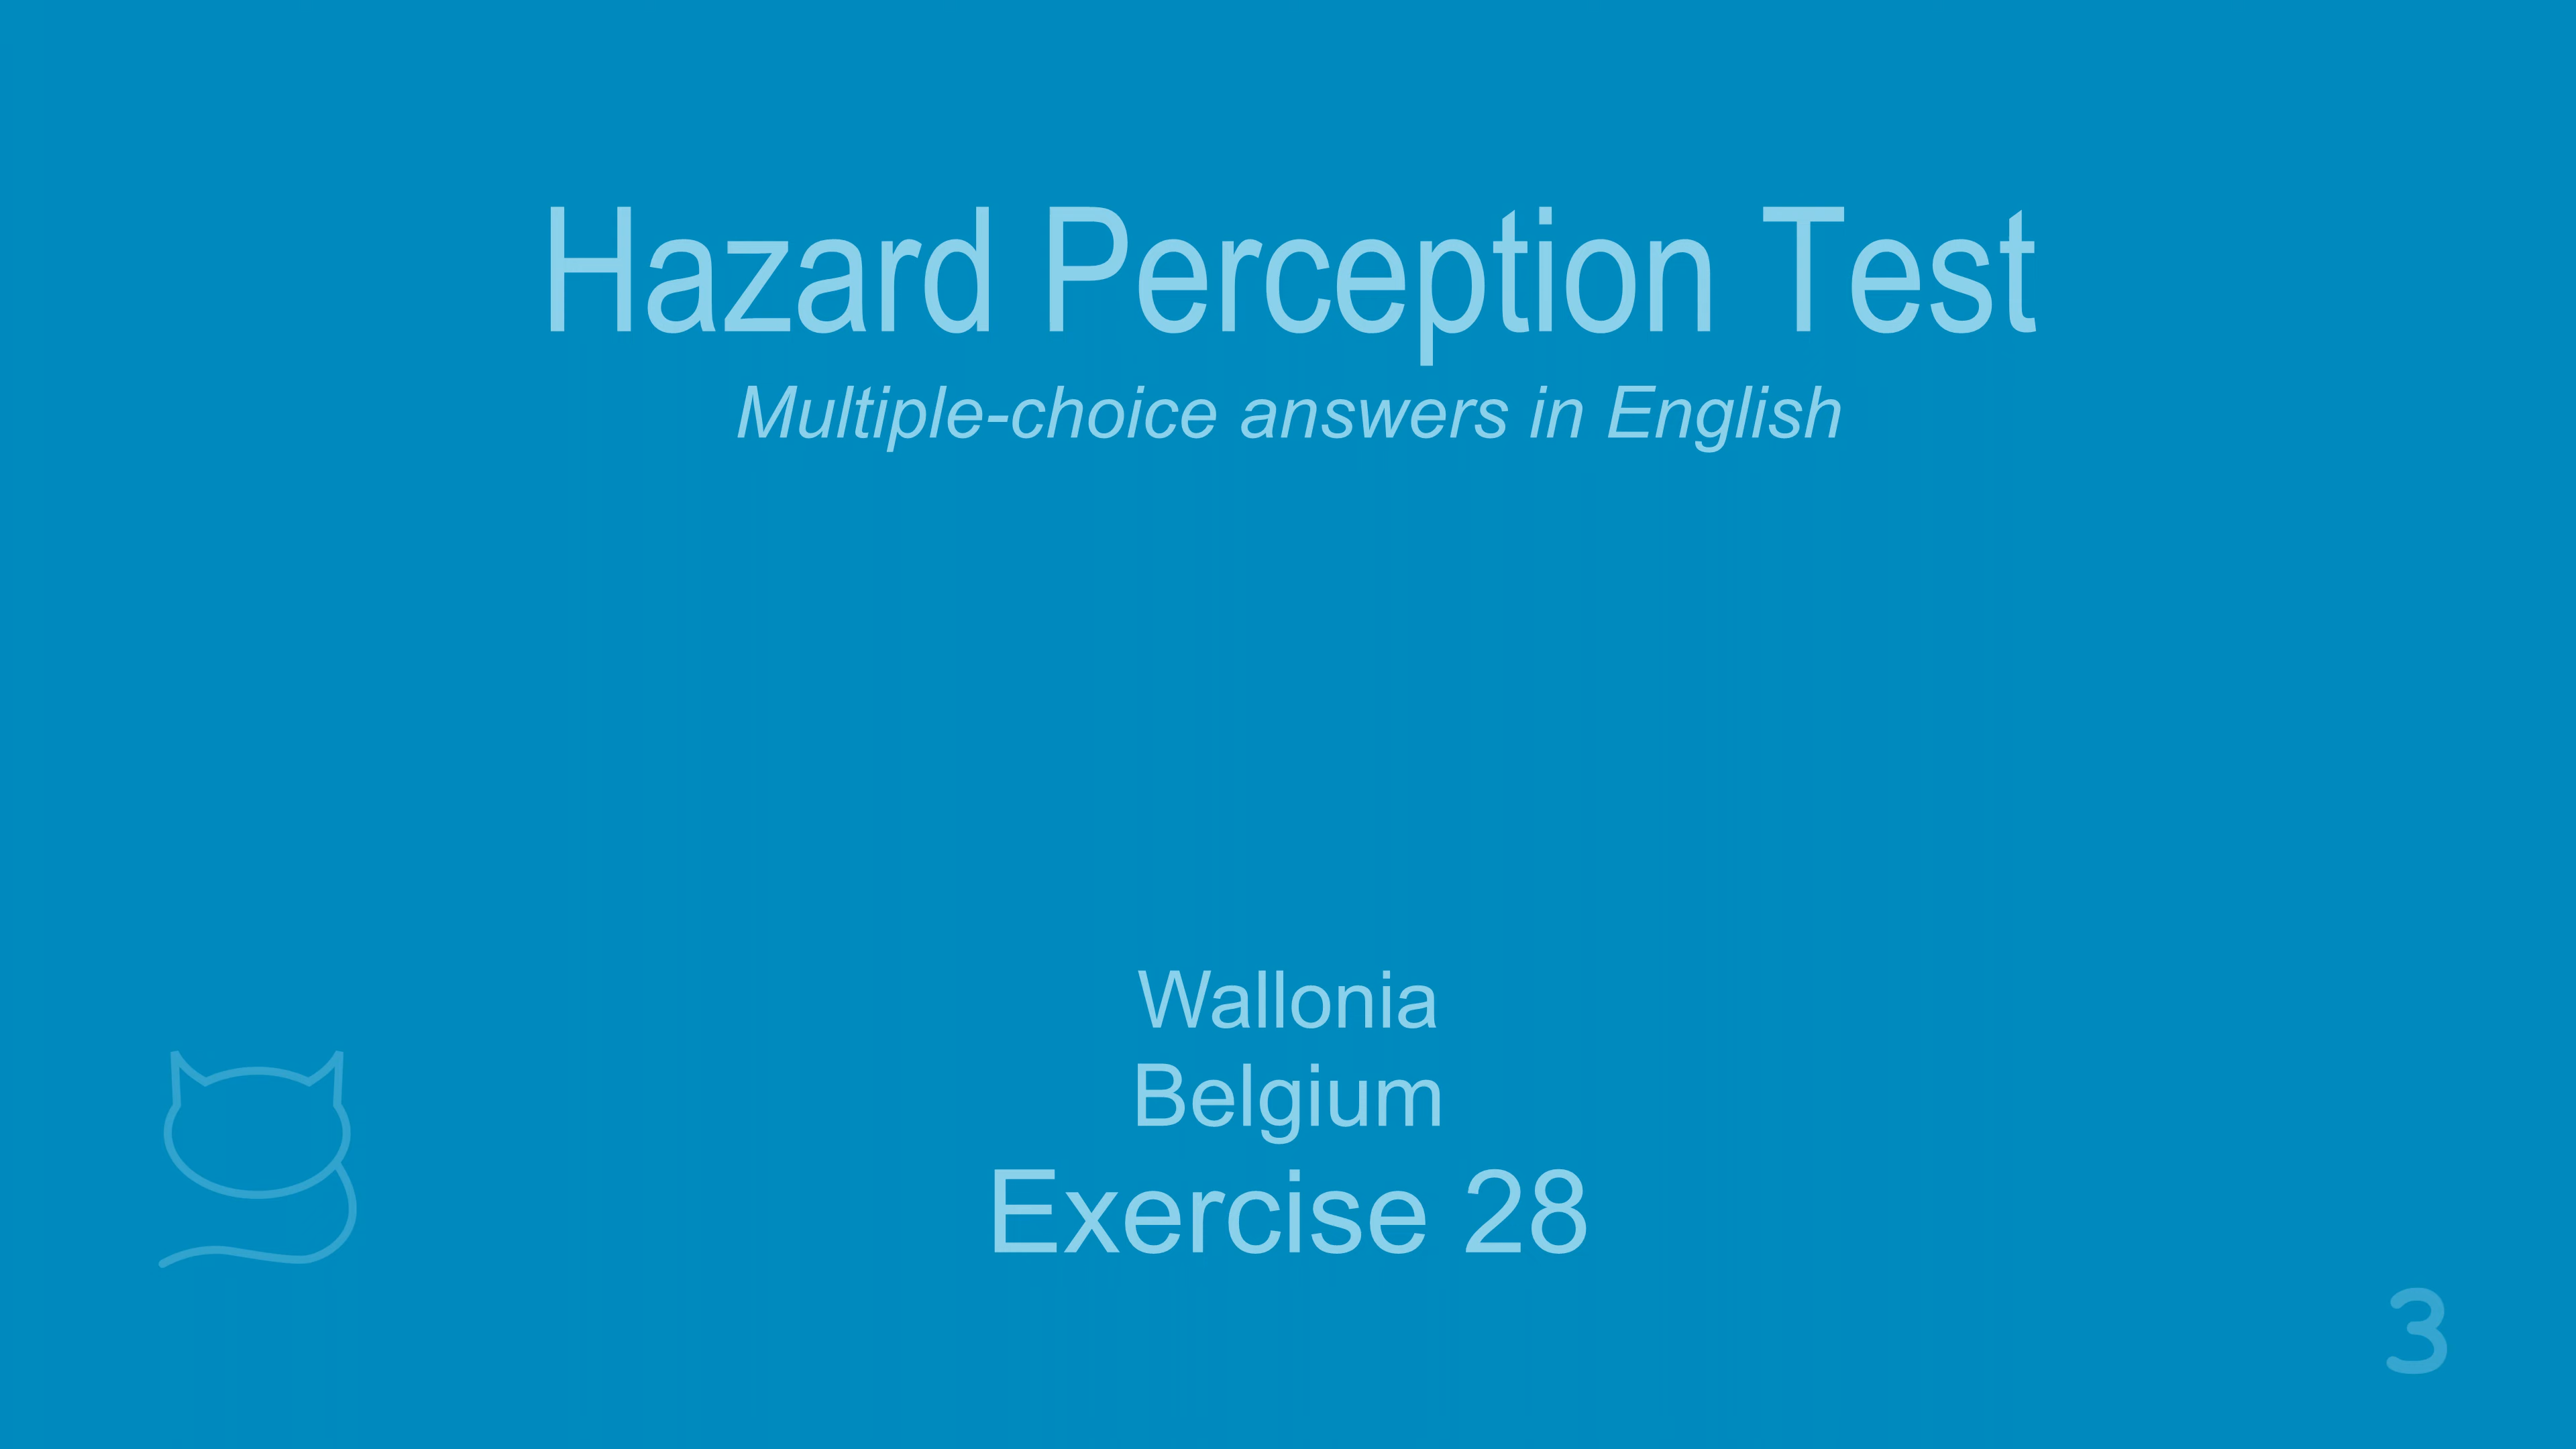 Hazard Perception Test
Multiple-choice answers in English
Wallonia
Belgium
Exercise 28
3